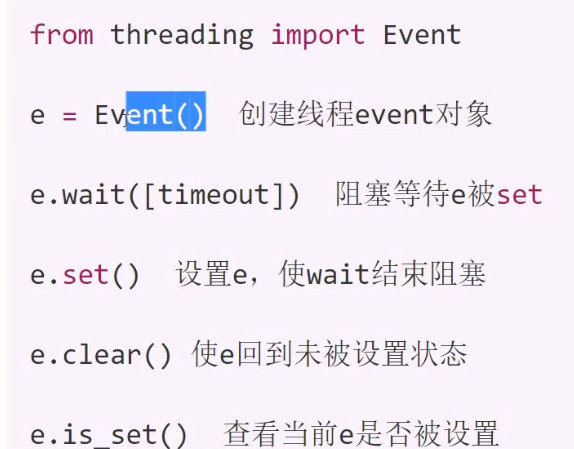 from threading import Event
e = Event()  创建线程event对象
e.wait([timeout])  阻塞等待e被set
e.set()  设置e，使wait结束阻塞
e.clear() 使e回到未被设置状态
e.is_set()  查看当前e是否被设置